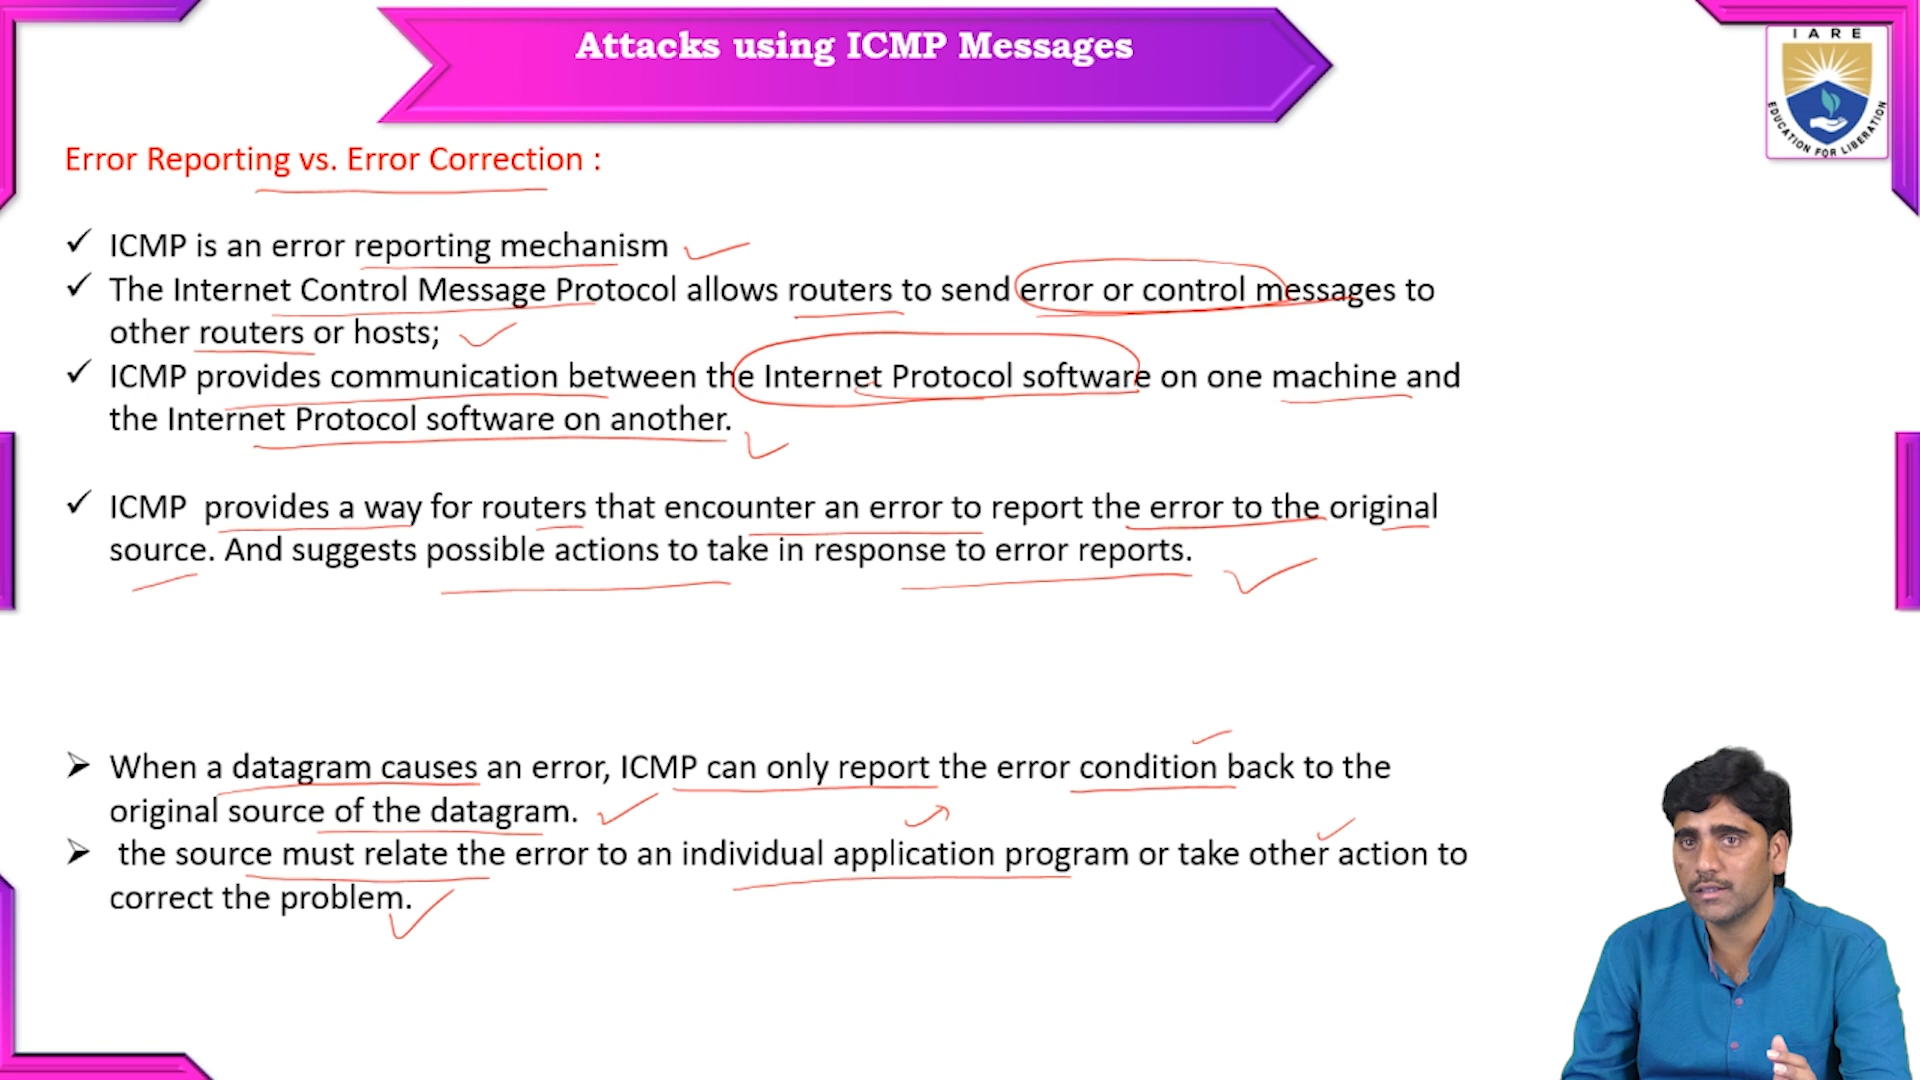 Attacks using ICMP Messages
IARE
EDUCATION FOR LIBERATION
Error Reporting vs. Error Correction :
✓ ICMP is an error reporting mechanism
✓ The Internet Control Message Protocol allows routers to send error or control messages to
other routers or hosts;
✓ ICMP provides communication between the Internet Protocol software on one machine and
the Internet Protocol software on another.
✓ ICMP provides a way for routers that encounter an error to report the error to the original
source. And suggests possible actions to take in response to error reports.
➢ When a datagram causes an error, ICMP can only report the error condition back to the
original source of the datagram.
➢ the source must relate the error to an individual application program or take other action to
correct the problem.